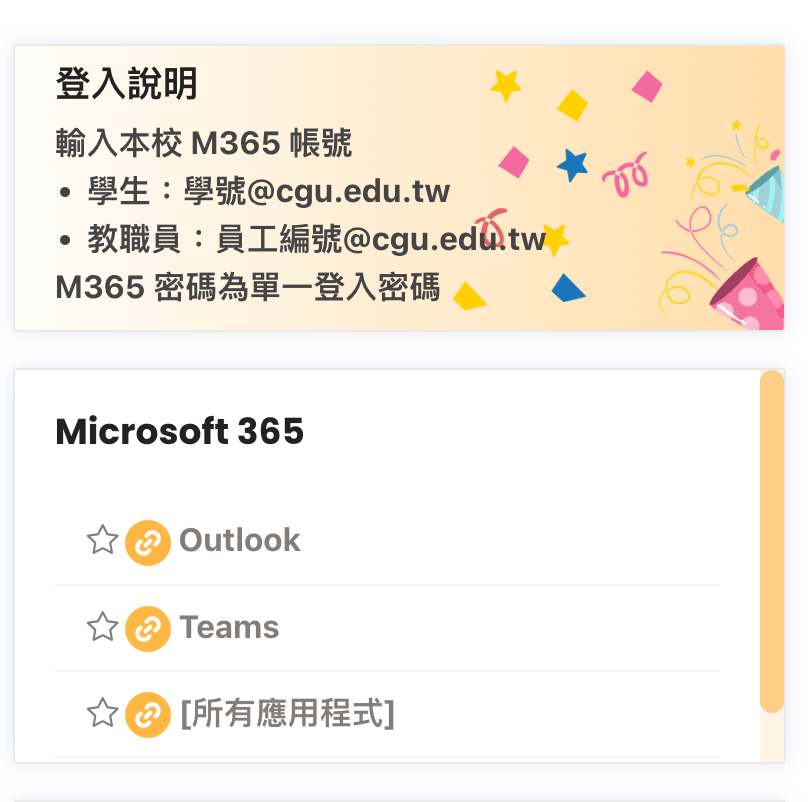 登入說明
輸入本校 M365 帳號
• 學生：學號@cgu.edu.tw
• 教職員：員工編號@cgu.edu.tw
M365 密碼為單一登入密碼
Microsoft 365
Outlook
Teams
[所有應用程式]